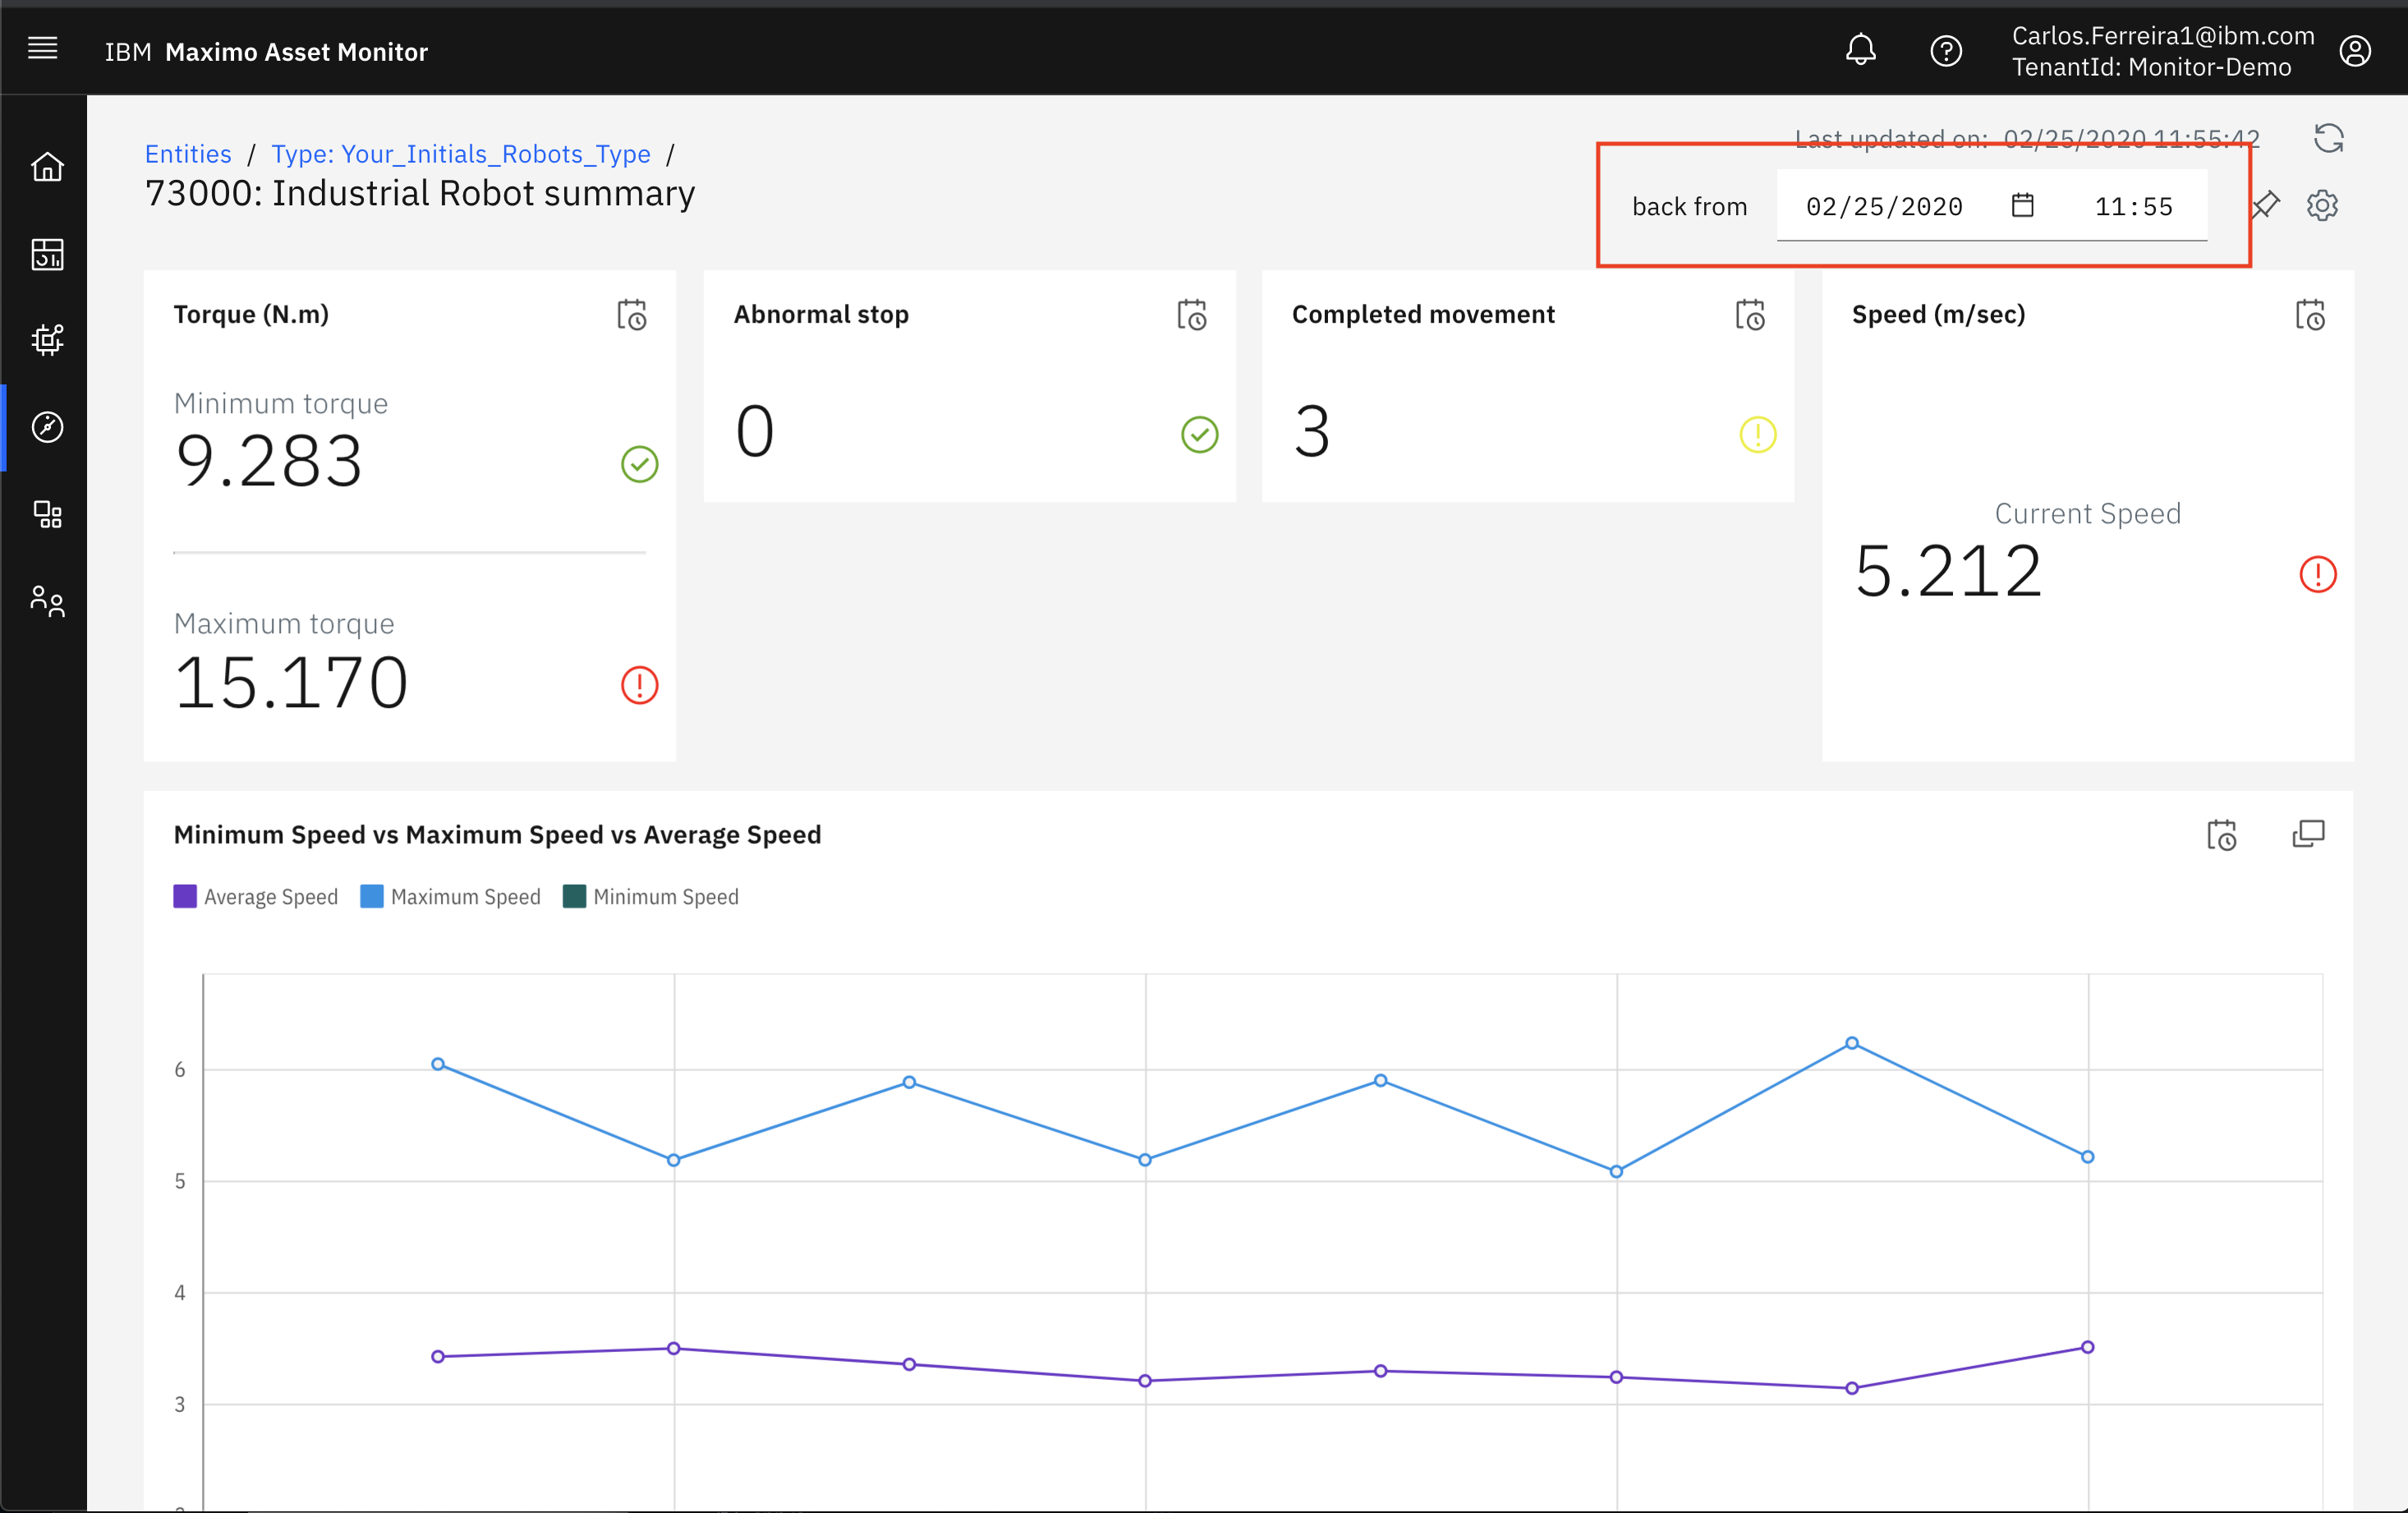 IBM Maximo Asset Monitor
Carlos.Ferreira1@ibm.com
TenantId: Monitor-Demo
Entities / Type: Your_Initials_Robots_Type /
73000: Industrial Robot summary
Last updated on: 02/25/2020 11:55:42
back from 02/25/2020 11:55
Torque (N.m)
Minimum torque
9.283
Maximum torque
15.170
Abnormal stop
0
Completed movement
3
Speed (m/sec)
Current Speed
5.212
Minimum Speed vs Maximum Speed vs Average Speed
Average Speed Maximum Speed Minimum Speed
6
5
4
3